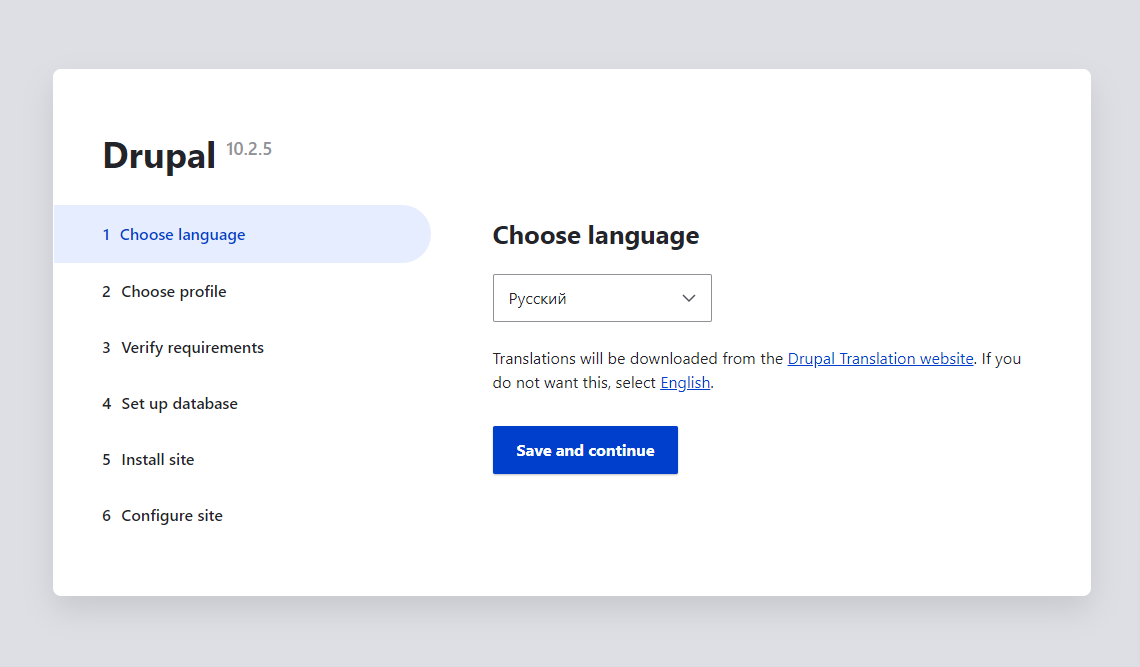 Drupal 10.2.5
1 Choose language
2 Choose profile
3 Verify requirements
4 Set up database
5 Install site
6 Configure site
Choose language
Русский
Translations will be downloaded from the Drupal Translation website. If you
do not want this, select English.
Save and continue